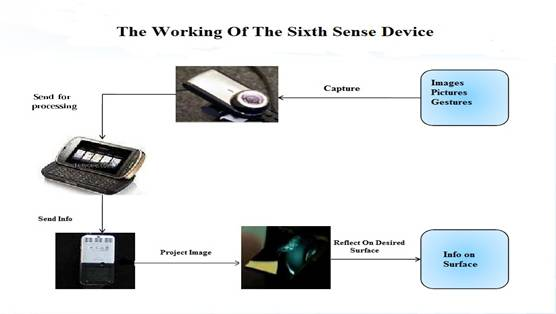 The Working Of The Sixth Sense Device
Send for
processing
Capture
Images
Pictures
Gestures
Send Info
Project Image
Reflect On Desired
Surface
Info on
Surface